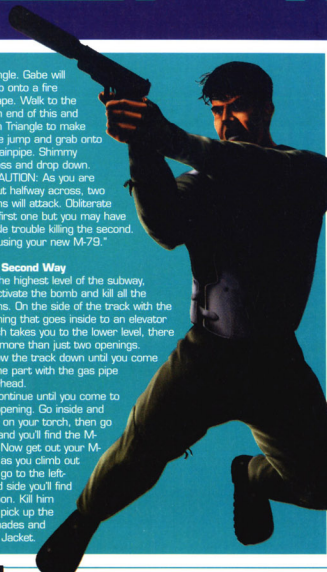 ngle. Gabe will
o onto a fire
ape. Walk to the
n end of this and
n Triangle to make
e jump and grab onto
ainpipe. Shimmy
oss and drop down.
AUTION: As you are
ut halfway across, two
ns will attack. Obliterate
first one but you may have
le trouble killing the second.
using your new M-79."
Second Way
he highest level of the subway,
ctivate the bomb and kill all the
ns. On the side of the track with the
ning that goes inside to an elevator
ch takes you to the lower level, there
more than just two openings.
ow the track down until you come
he part with the gas pipe
head.
ontinue until you come to
pening. Go inside and
on your torch, then go
and you'll find the M-
Now get out your M-
as you climb out
go to the left-
d side you'll find
on. Kill him
pick up the
nades and
Jacket.